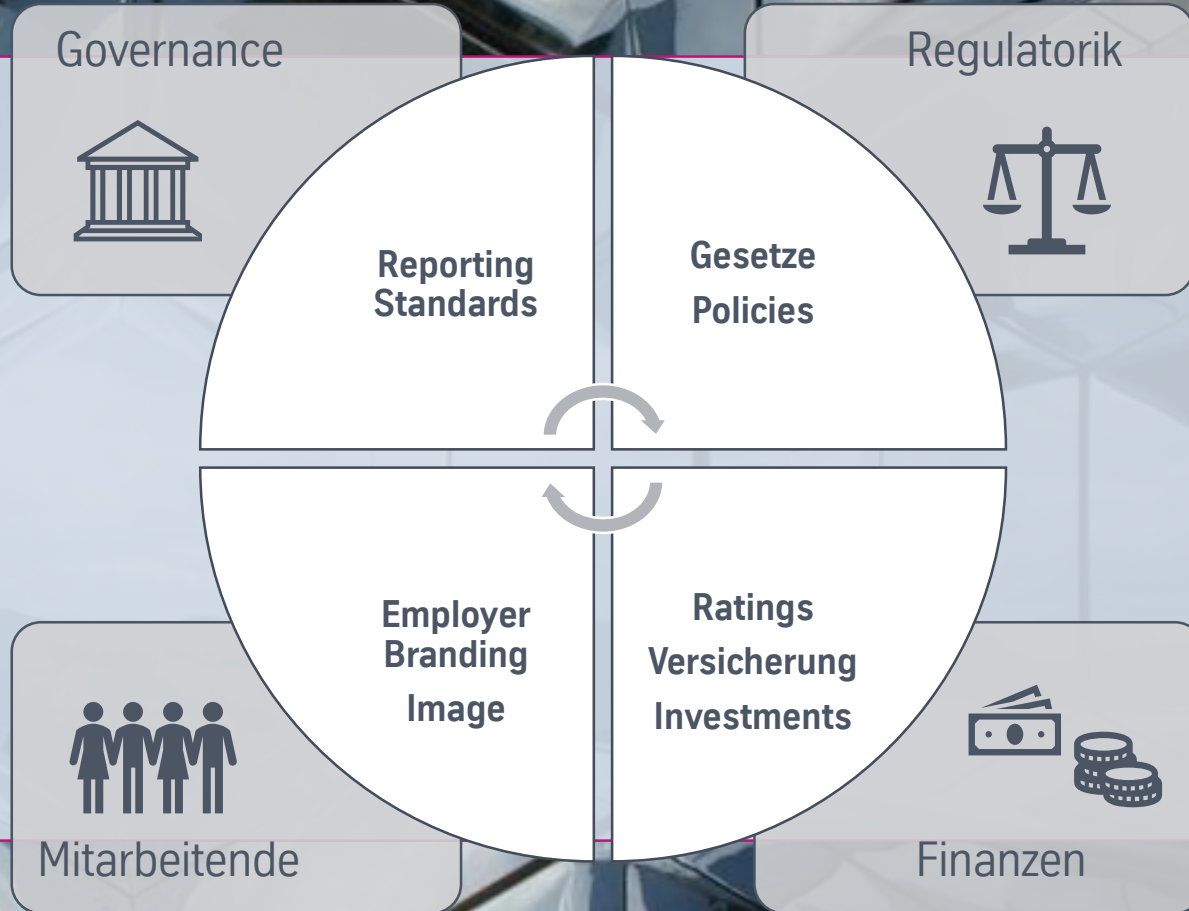 Governance
Regulatorik
Reporting
Standards
Gesetze
Policies
Employer
Branding
Image
Ratings
Versicherung
Investments
Mitarbeitende
Finanzen